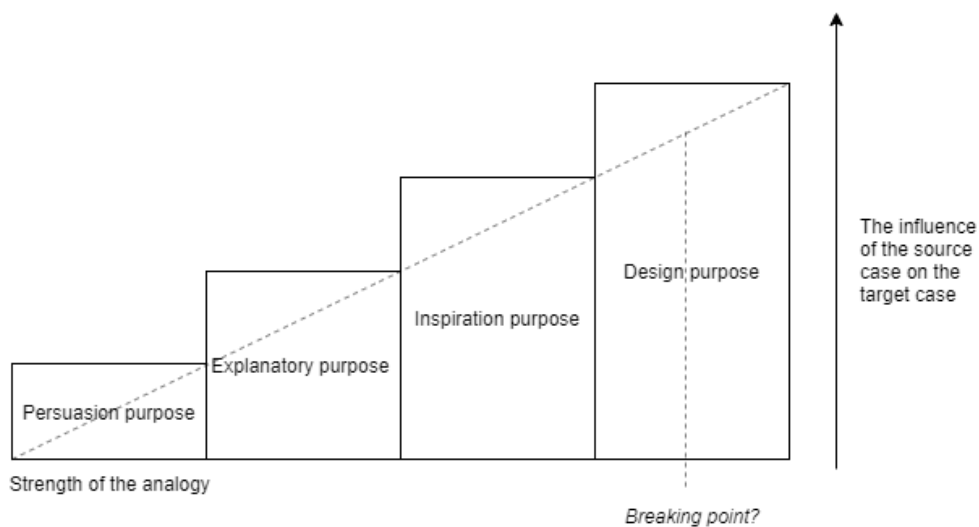 The influence
of the source
case on the
target case
Design purpose
Inspiration purpose
Explanatory purpose
Persuasion purpose
Strength of the analogy
Breaking point?